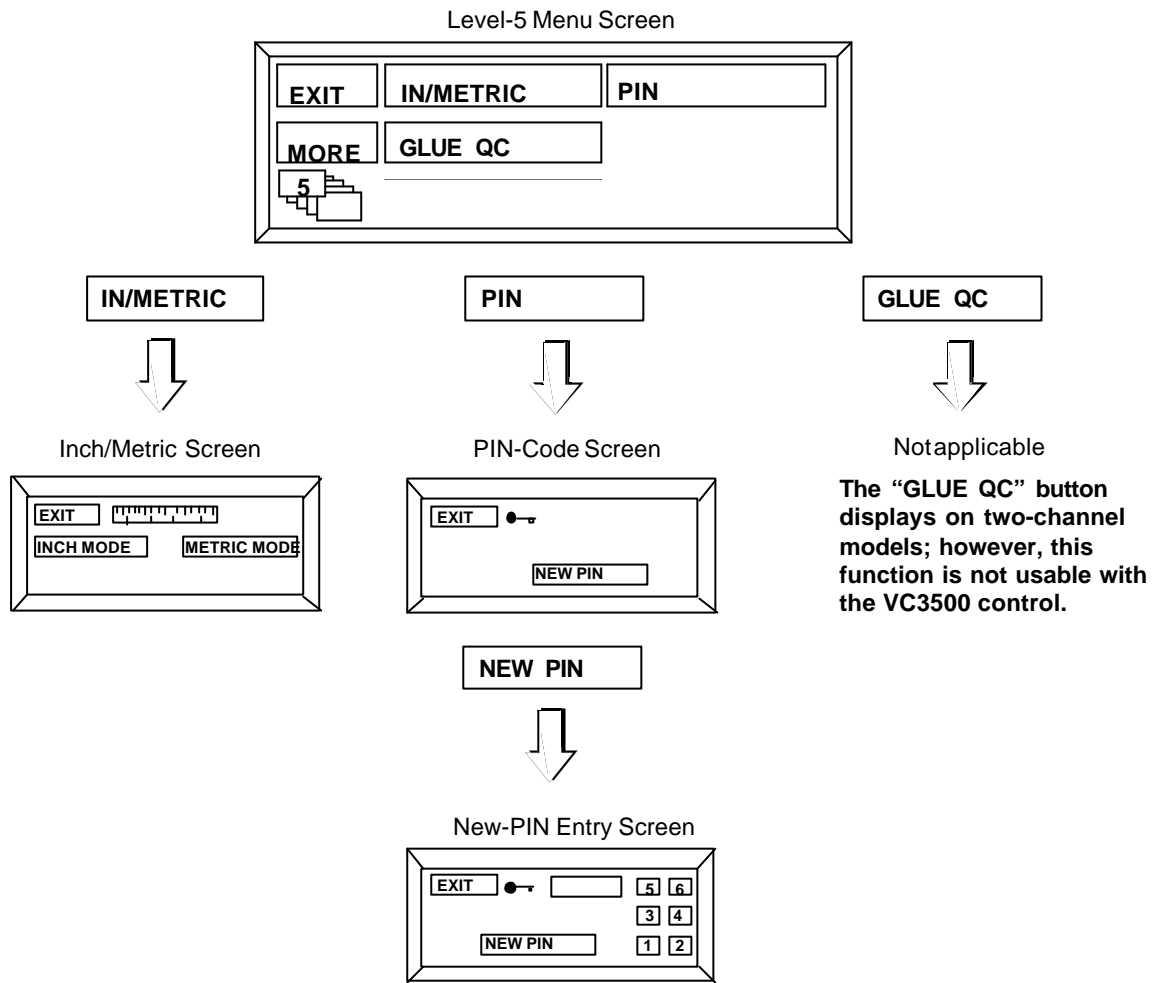 Level-5 Menu Screen
EXIT IN/METRIC PIN
MORE GLUE QC
5
IN/METRIC PIN GLUE QC
Inch/Metric Screen
EXIT
INCH MODE METRIC MODE
PIN-Code Screen
EXIT
NEW PIN
Notapplicable
The “GLUE QC” button
displays on two-channel
models; however, this
function is not usable with
the VC3500 control.
NEW PIN
New-PIN Entry Screen
EXIT 5 6
3 4
NEW PIN 1 2